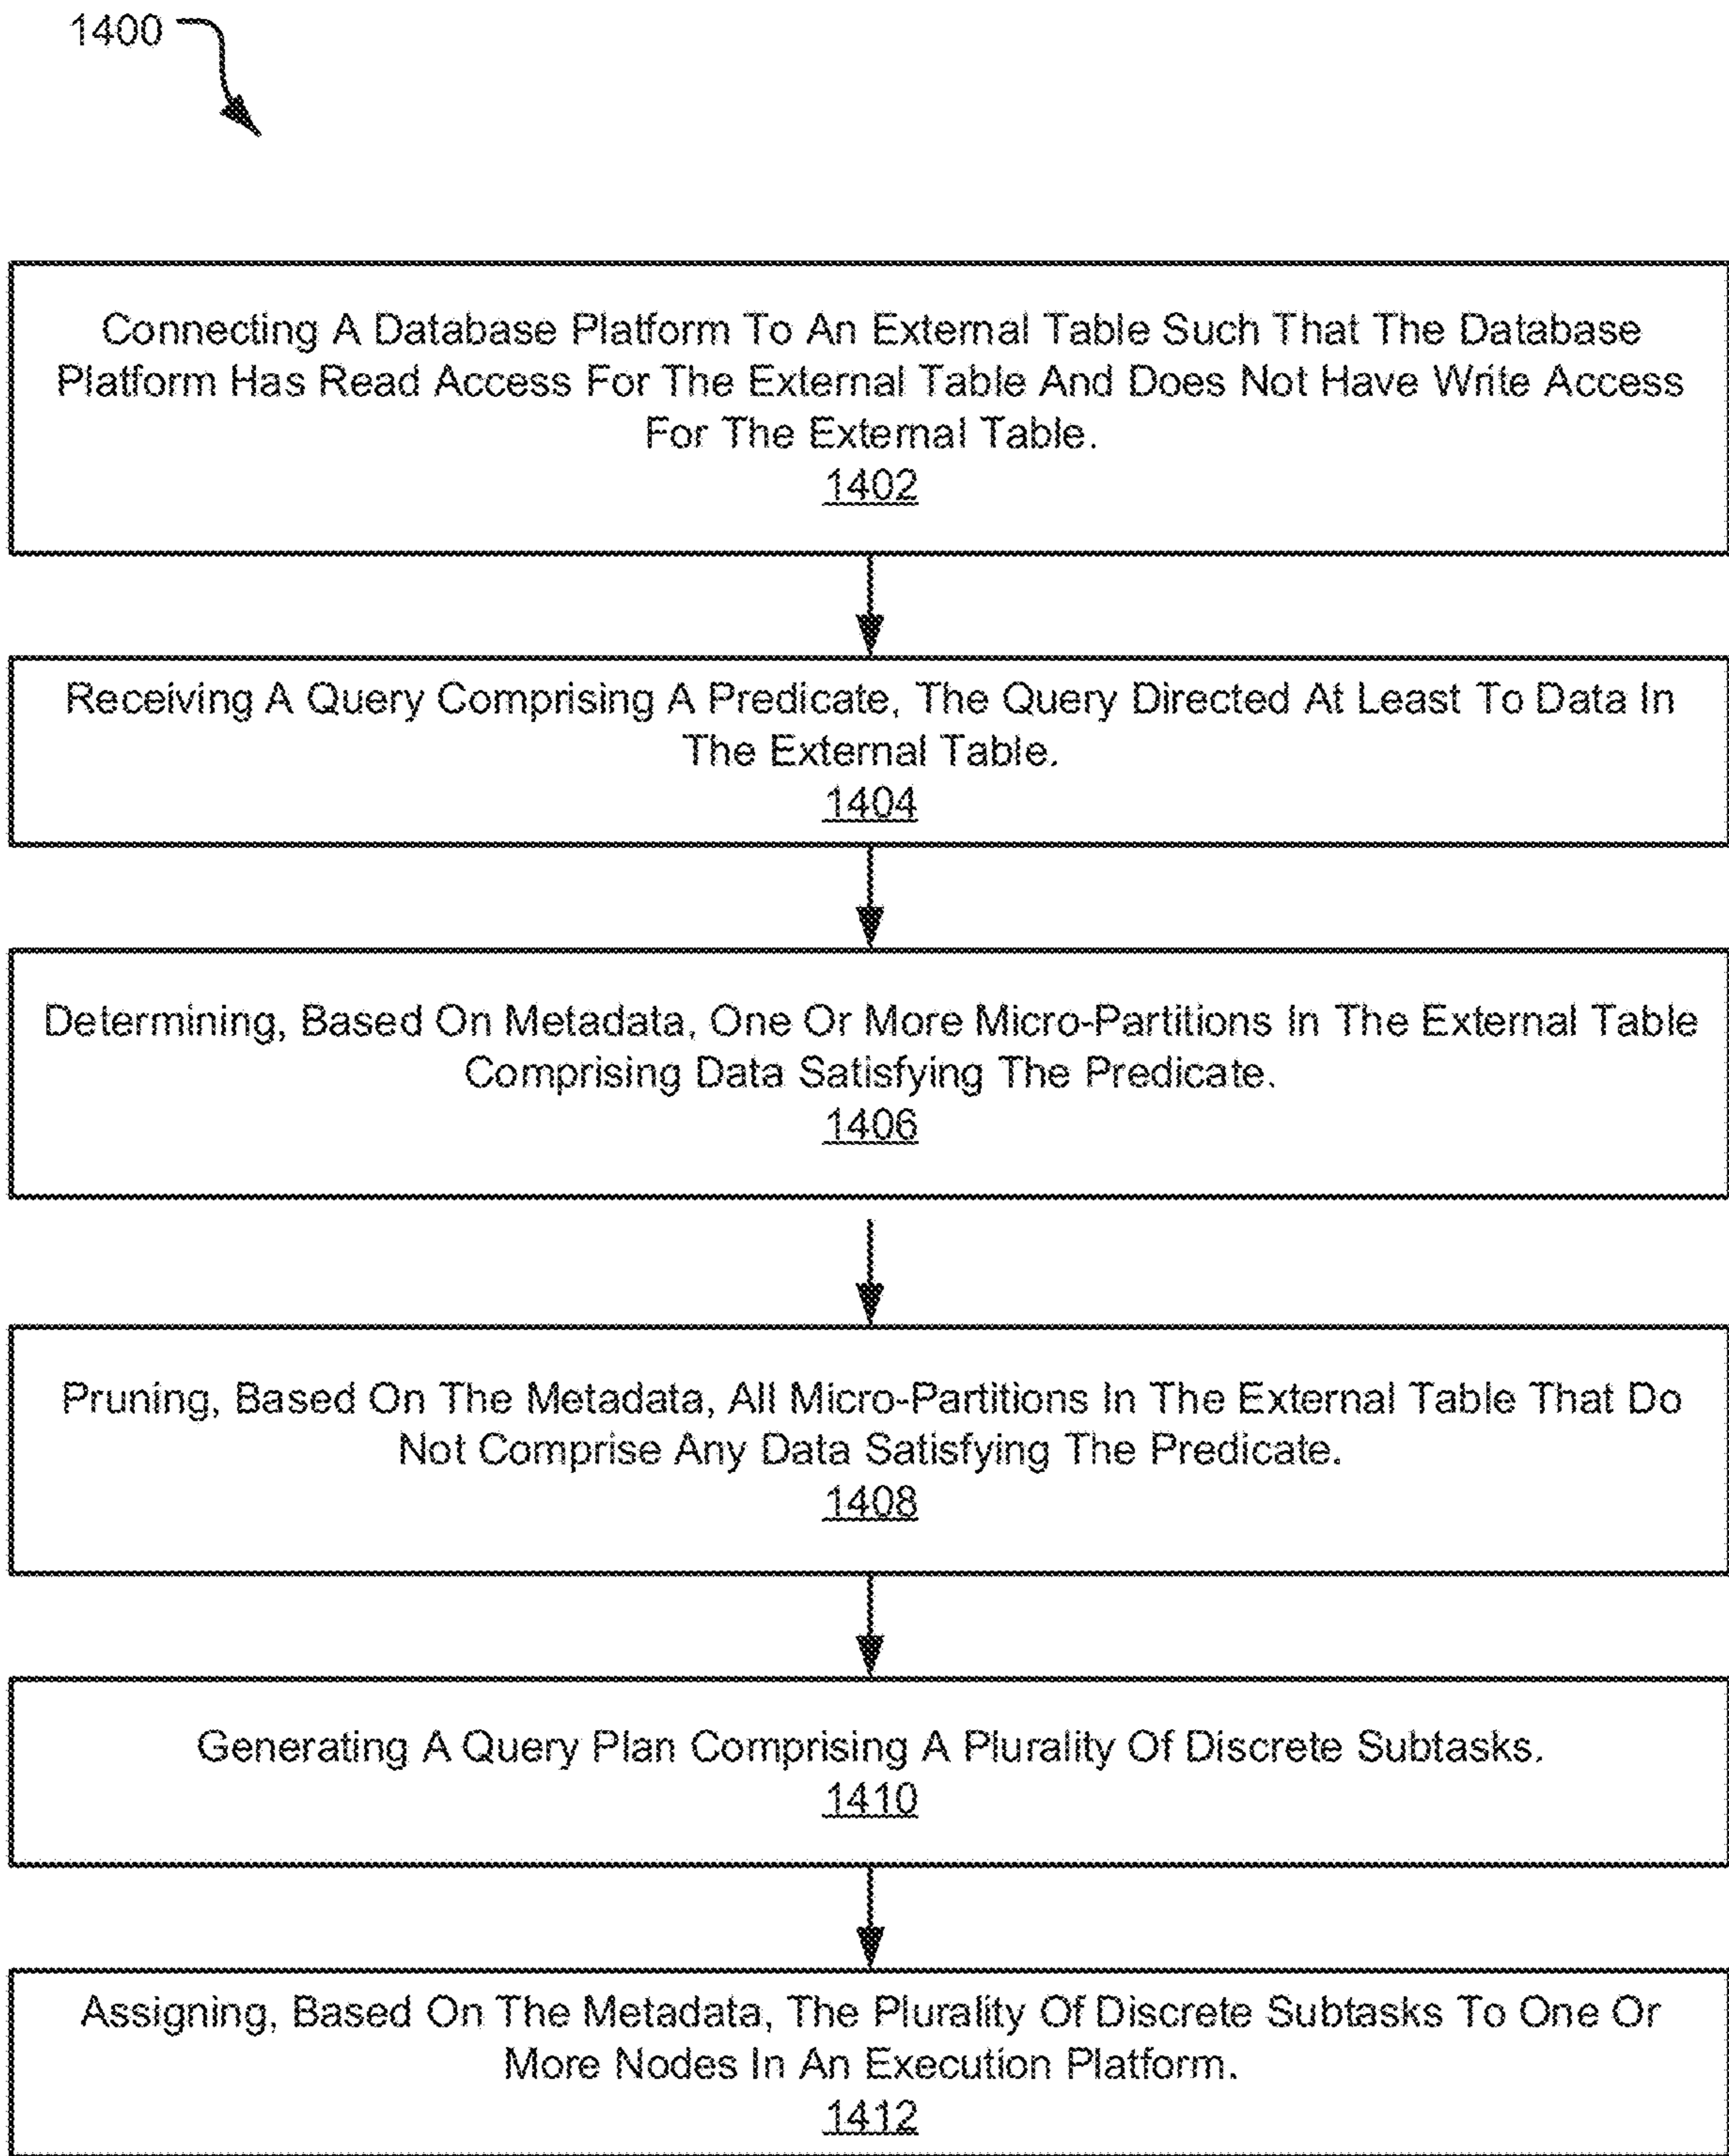 1400
Connecting A Database Platform To An External Table Such That The Database
Platform Has Read Access For The External Table And Does Not Have Write Access
For The External Table.
1402
Receiving A Query Comprising A Predicate, The Query Directed At Least To Data In
The External Table.
1404
Determining, Based On Metadata, One Or More Micro-Partitions In The External Table
Comprising Data Satisfying The Predicate.
1406
Pruning, Based On The Metadata, All Micro-Partitions In The External Table That Do
Not Comprise Any Data Satisfying The Predicate.
1408
Generating A Query Plan Comprising A Plurality Of Discrete Subtasks.
1410
Assigning, Based On The Metadata, The Plurality Of Discrete Subtasks To One Or
More Nodes In An Execution Platform.
1412